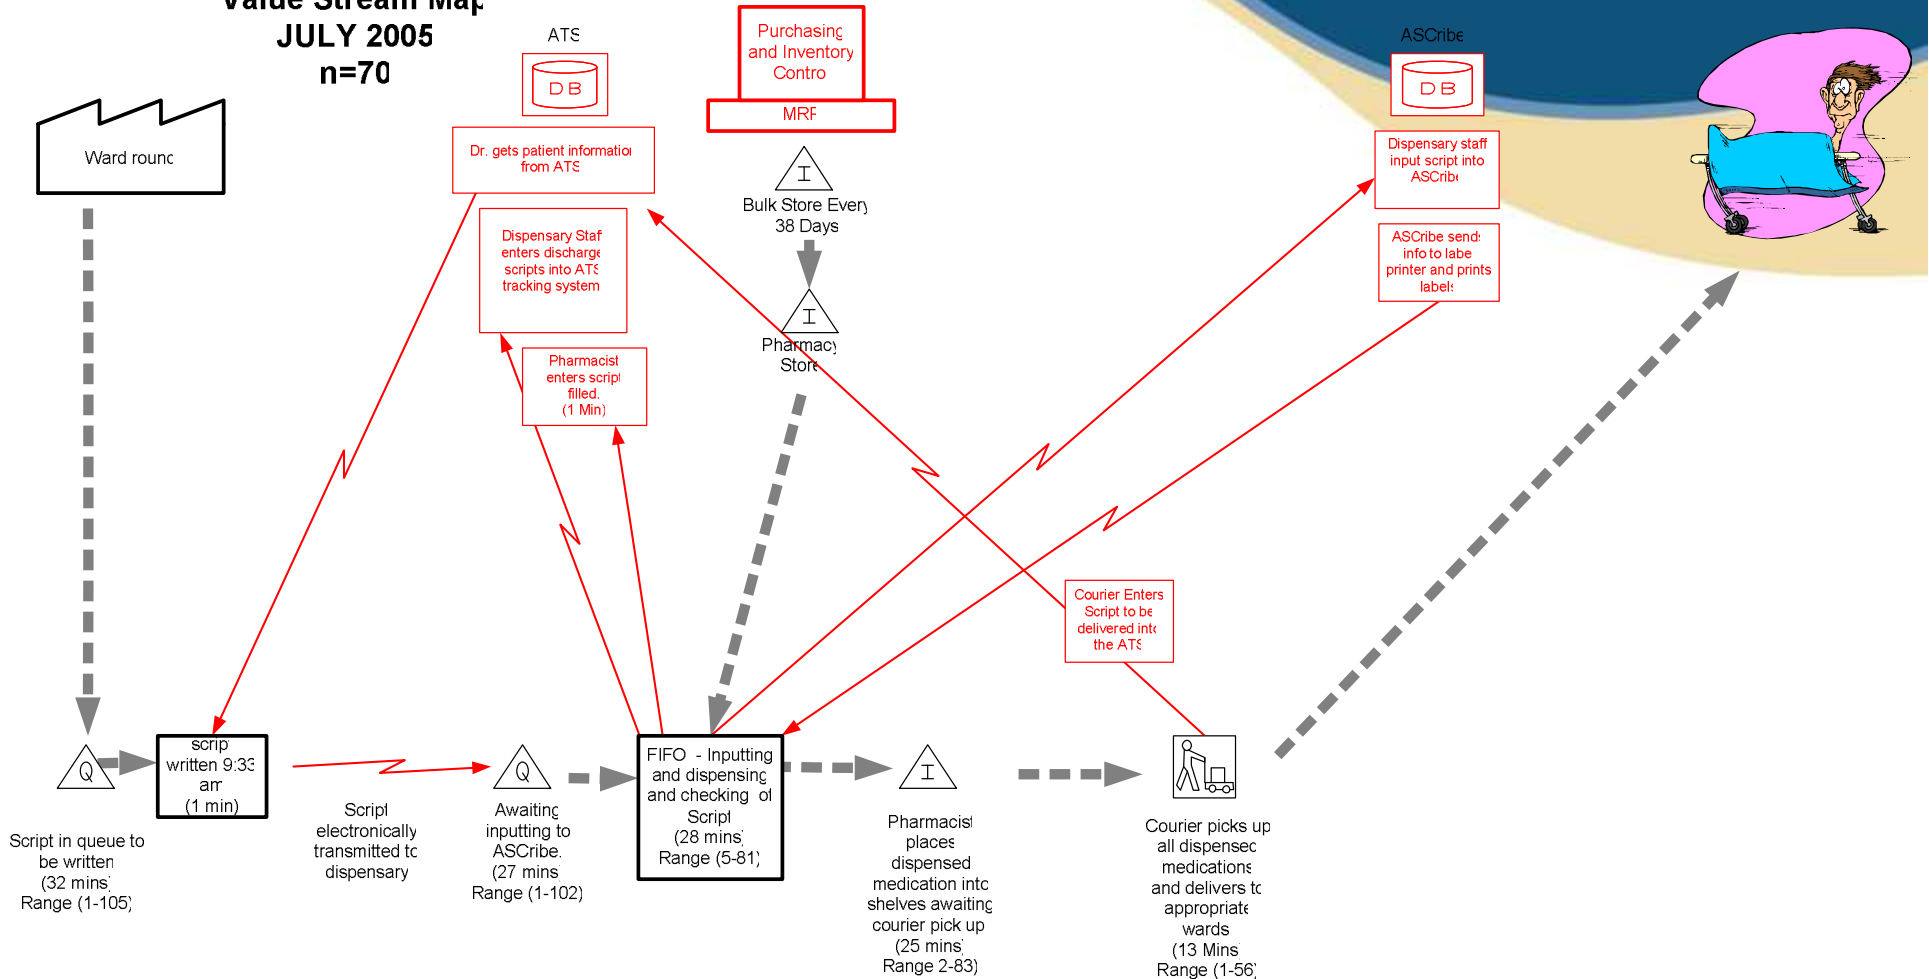 Value Stream Map
JULY 2005
n=70
ATS
DB
Purchasing
and Inventory
Contro
MRF
ASCribe
DB
Ward round
Dr. gets patient information
from ATS
Dispensary Staf
enters discharge
scripts into ATS
tracking system
Pharmacist
enters script
filled.
(1 Min)
I
Bulk Store Every
38 Days
I
Pharmacy
Store
Dispensary staff
input script into
ASCribe
ASCribe sends
info to labe
printer and prints
labels
Courier Enters
Script to be
delivered into
the ATS
Q
Script in queue to
be written
(32 mins)
Range (1-105)
scrip
written 9:33
am
(1 min)
Script
electronically
transmitted to
dispensary
Q
Awaiting
inputting to
ASCribe.
(27 mins
Range (1-102)
FIFO - Inputting
and dispensing
and checking of
Script
(28 mins)
Range (5-81)
I
Pharmacist
places
dispensed
medication into
shelves awaiting
courier pick up
(25 mins)
Range 2-83)
Courier picks up
all dispensed
medications
and delivers to
appropriate
wards
(13 Mins
Range (1-56)